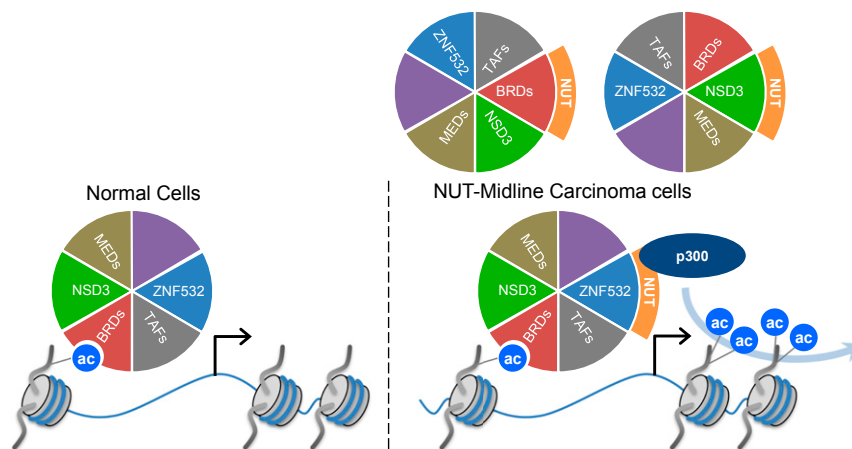 ZNF532
TAFs
BRDs
NUT
NSD3
MEDs
TAFs
BRDs
ZNF532
NSD3
NUT
MEDs
Normal Cells
NUT-Midline Carcinoma cells
MEDs
NSD3
ZNF532
BRDs
TAFs
ac
MEDs
NSD3
ZNF532
NUT
p300
BRDs
TAFs
ac
ac
ac
ac
ac